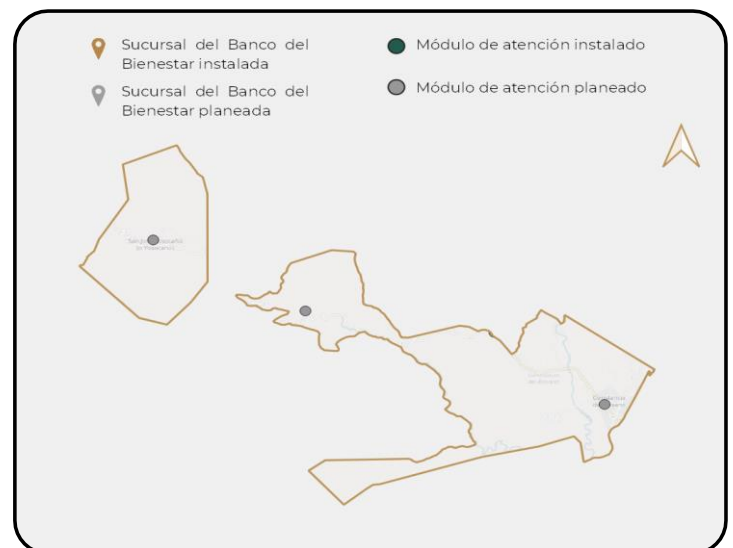 Sucursal del Banco del
Bienestar instalada
Sucursal del Banco del
Bienestar planeada
Módulo de atención instalado
Módulo de atención planeado